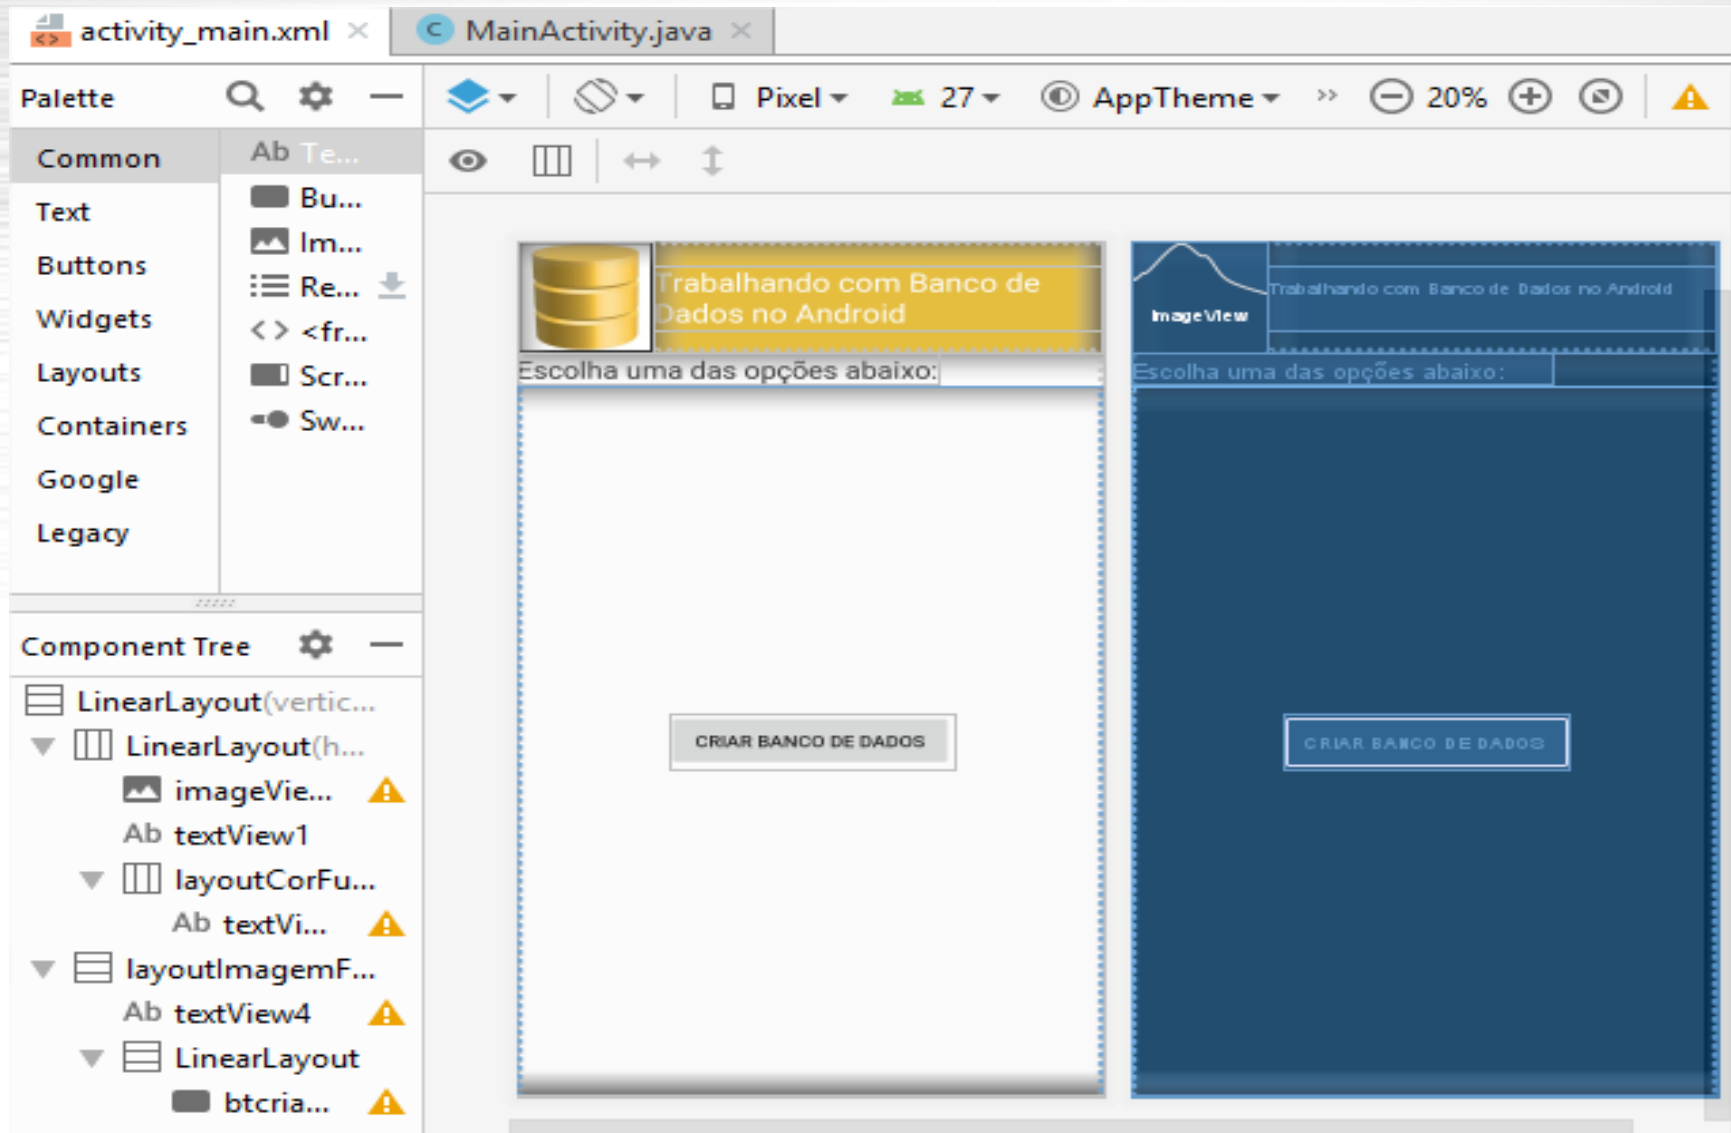 activity_main.xml
MainActivity.java
Palette
Pixel
27
AppTheme
20%
Common
Text
Buttons
Widgets
Layouts
Containers
Google
Legacy
Ab Te...
Bu...
Im...
Re...
<fr...
Scr...
Sw...
Component Tree
LinearLayout(vertic...
LinearLayout(h...
imageVie...
Ab textView1
layoutCorFu...
Ab textVi...
layoutImagemF...
Ab textView4
LinearLayout
btcria...
Trabalhando com Banco de
Dados no Android
Escolha uma das opções abaixo:
CRIAR BANCO DE DADOS
ImageView
Trabalhando com Banco de Dados no Android
Escolha uma das opções abaixo:
CRIAR BANCO DE DADOS